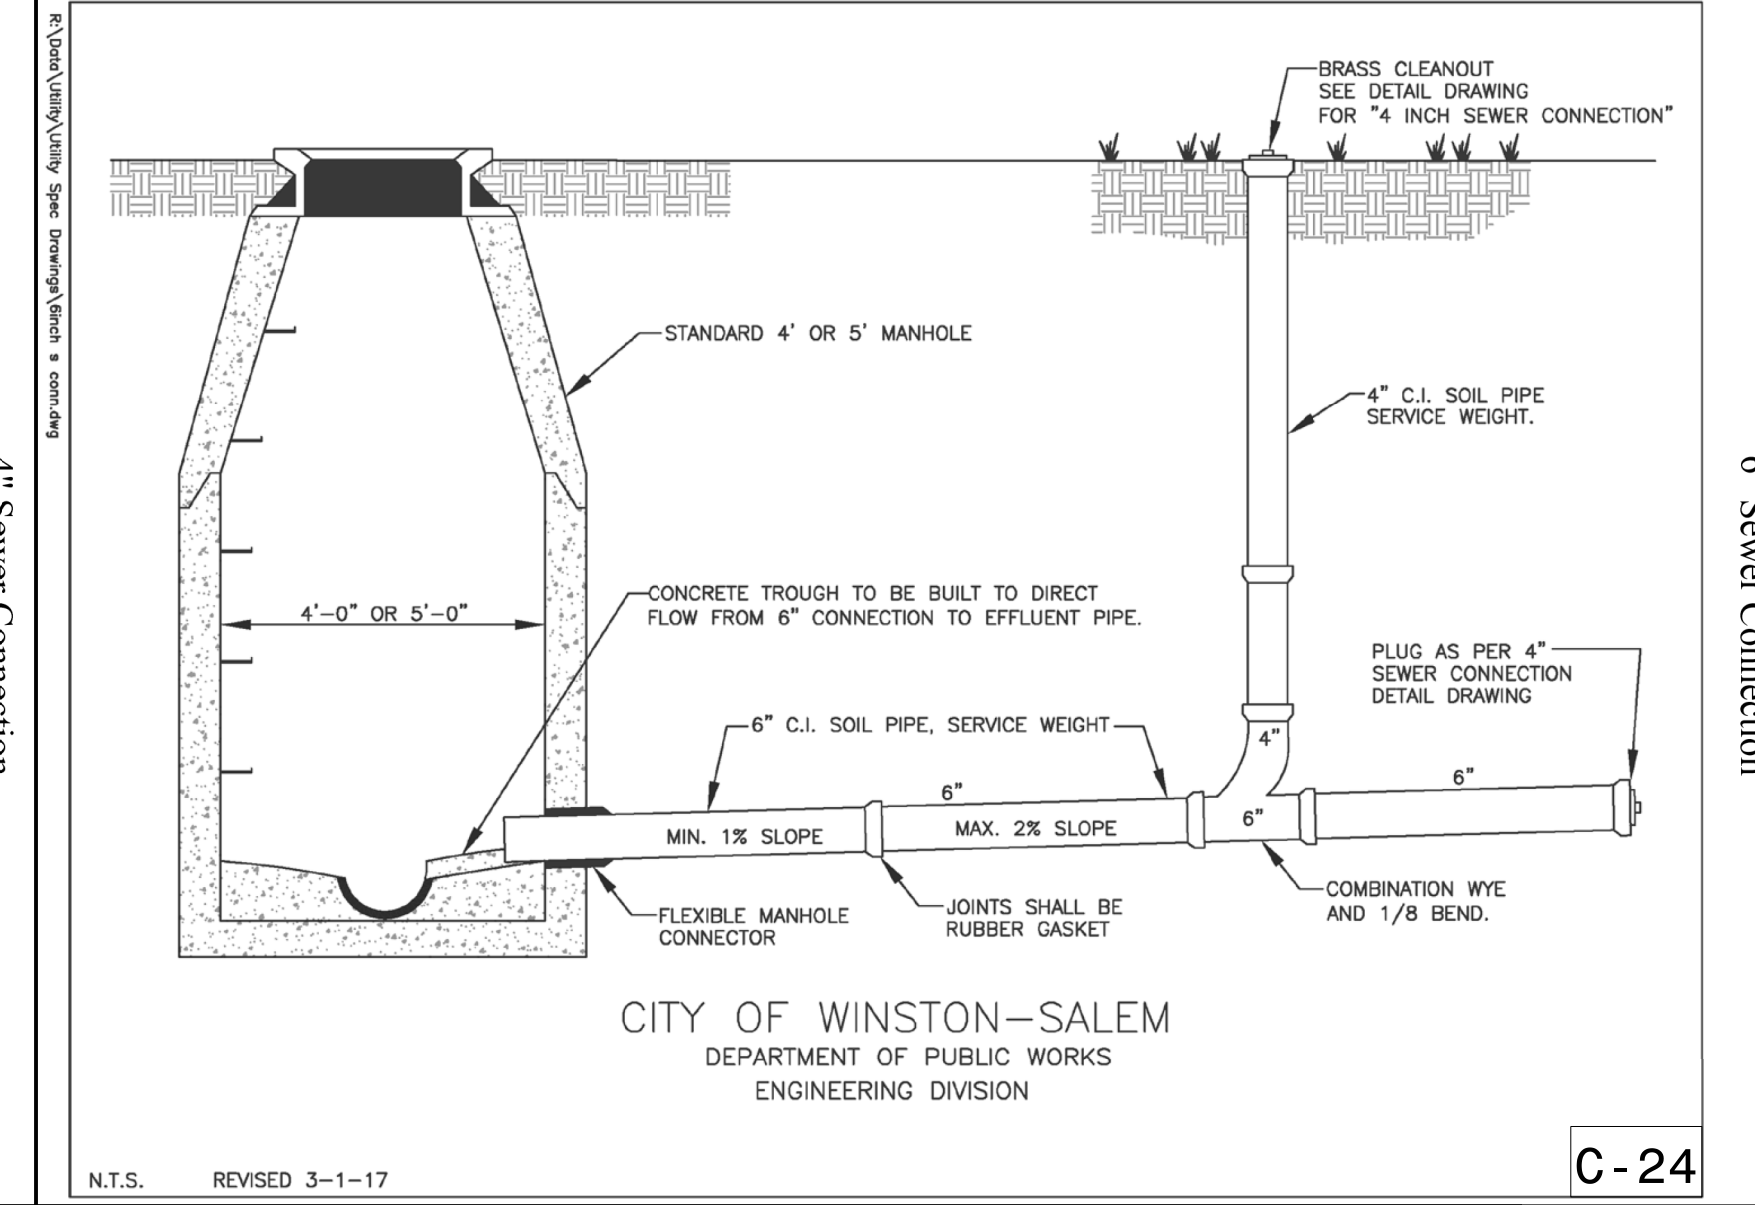 R:\Data\Utility\Utility Spec Drawings\6inch s conn.dwg
BRASS CLEANOUT
SEE DETAIL DRAWING
FOR "4 INCH SEWER CONNECTION"
STANDARD 4' OR 5' MANHOLE
4" C.I. SOIL PIPE
SERVICE WEIGHT.
CONCRETE TROUGH TO BE BUILT TO DIRECT
FLOW FROM 6" CONNECTION TO EFFLUENT PIPE.
4'-0" OR 5'-0"
PLUG AS PER 4"
SEWER CONNECTION
DETAIL DRAWING
6" C.I. SOIL PIPE, SERVICE WEIGHT
4"
6"
6"
6"
MIN. 1% SLOPE
MAX. 2% SLOPE
COMBINATION WYE
AND 1/8 BEND.
FLEXIBLE MANHOLE
CONNECTOR
JOINTS SHALL BE
RUBBER GASKET
CITY OF WINSTON-SALEM
DEPARTMENT OF PUBLIC WORKS
ENGINEERING DIVISION
N.T.S.
REVISED 3-1-17
C-24
4" Sewer Connection
Sewer Connection